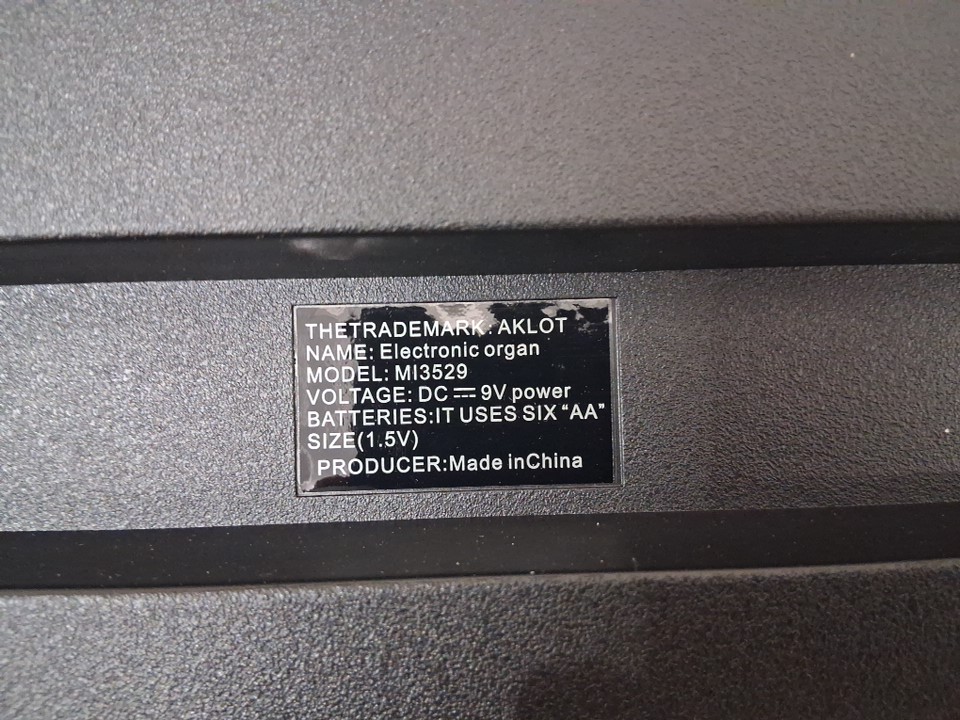 THETRADEMARK: AKLOT
NAME: Electronic organ
MODEL: MI3529
VOLTAGE: DC ⎓ 9V power
BATTERIES:IT USES SIX “AA”
SIZE(1.5V)
PRODUCER:Made inChina